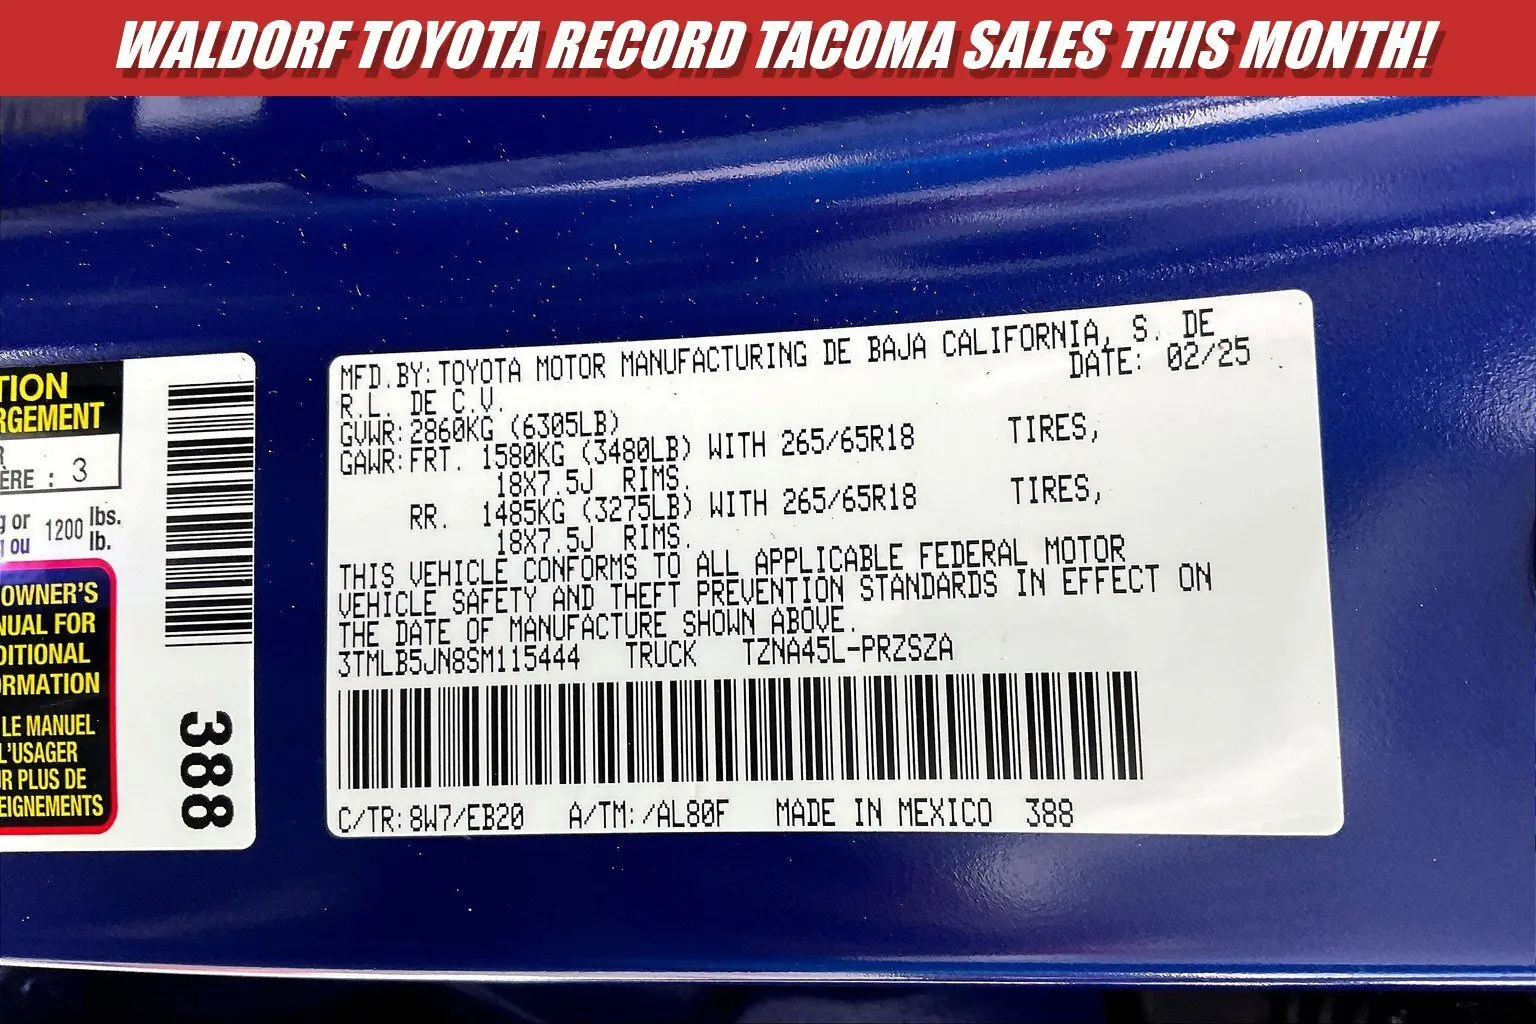 WALDORF TOYOTA RECORD TACOMA SALES THIS MONTH!
TION
RGEMENT
R
ÈRE : 3
g or 1200 lbs.
ou lb.
OWNER'S
NUAL FOR
DITIONAL
ORMATION
LE MANUEL
L'USAGER
R PLUS DE
EIGNEMENTS
388
MFD.BY:TOYOTA MOTOR MANUFACTURING DE BAJA CALIFORNIA, S. DE
R.L. DE C.V. DATE: 02/25
GVWR:2860KG (6305LB)
GAWR:FRT. 1580KG (3480LB) WITH 265/65R18 TIRES,
18X7.5J RIMS.
RR. 1485KG (3275LB) WITH 265/65R18 TIRES,
18X7.5J RIMS.
THIS VEHICLE CONFORMS TO ALL APPLICABLE FEDERAL MOTOR
VEHICLE SAFETY AND THEFT PREVENTION STANDARDS IN EFFECT ON
THE DATE OF MANUFACTURE SHOWN ABOVE.
3TMLB5JN8SM115444 TRUCK TZNA45L-PRZSZA
C/TR:8W7/EB20 A/TM:/AL80F MADE IN MEXICO 388